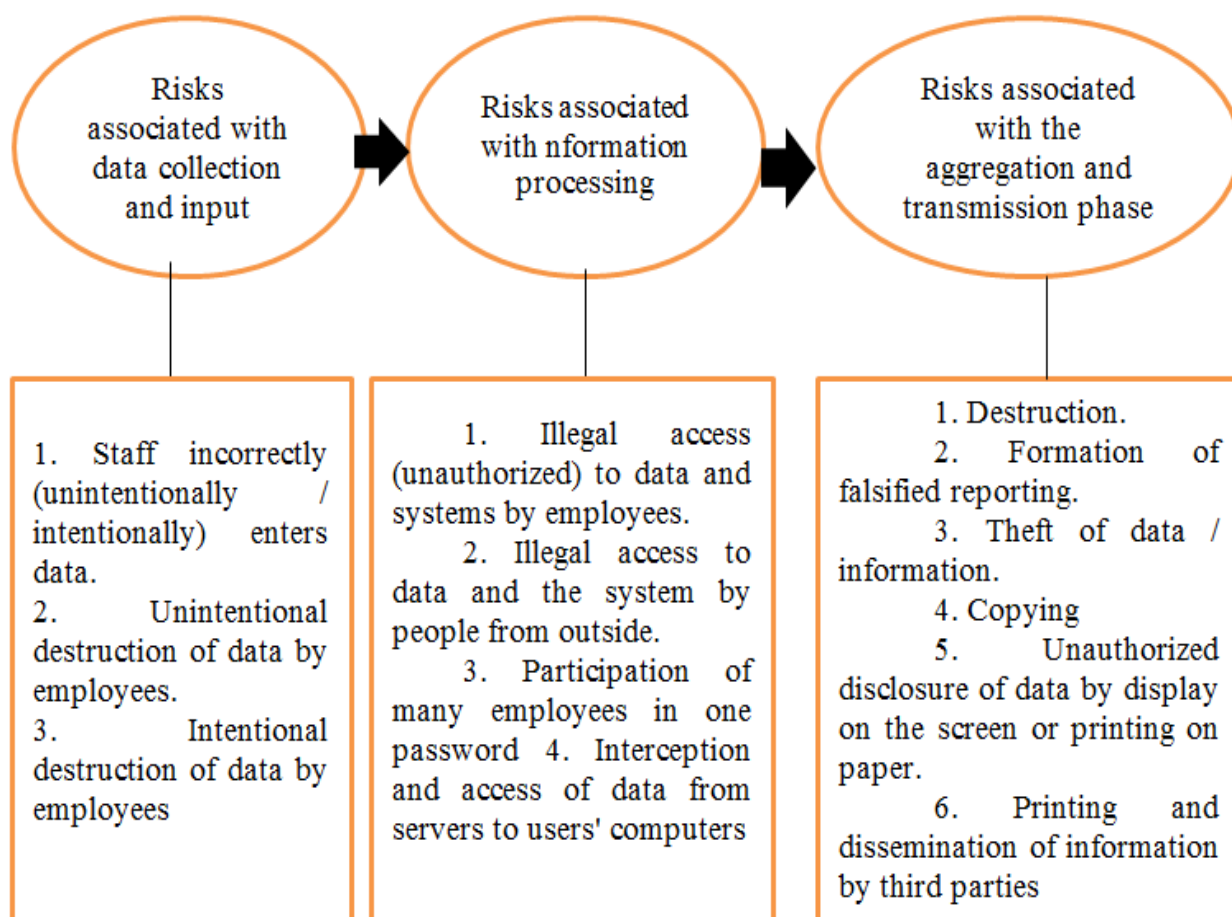 Risks
associated with
data collection
and input
Risks associated
with nformation
processing
Risks associated
with the
aggregation and
transmission phase
1. Staff incorrectly
(unintentionally /
intentionally) enters
data.
2. Unintentional
destruction of data by
employees.
3. Intentional
destruction of data by
employees
1. Illegal access
(unauthorized) to data and
systems by employees.
2. Illegal access to
data and the system by
people from outside.
3. Participation of
many employees in one
password 4. Interception
and access of data from
servers to users' computers
1. Destruction.
2. Formation of
falsified reporting.
3. Theft of data /
information.
4. Copying
5. Unauthorized
disclosure of data by display
on the screen or printing on
paper.
6. Printing and
dissemination of information
by third parties